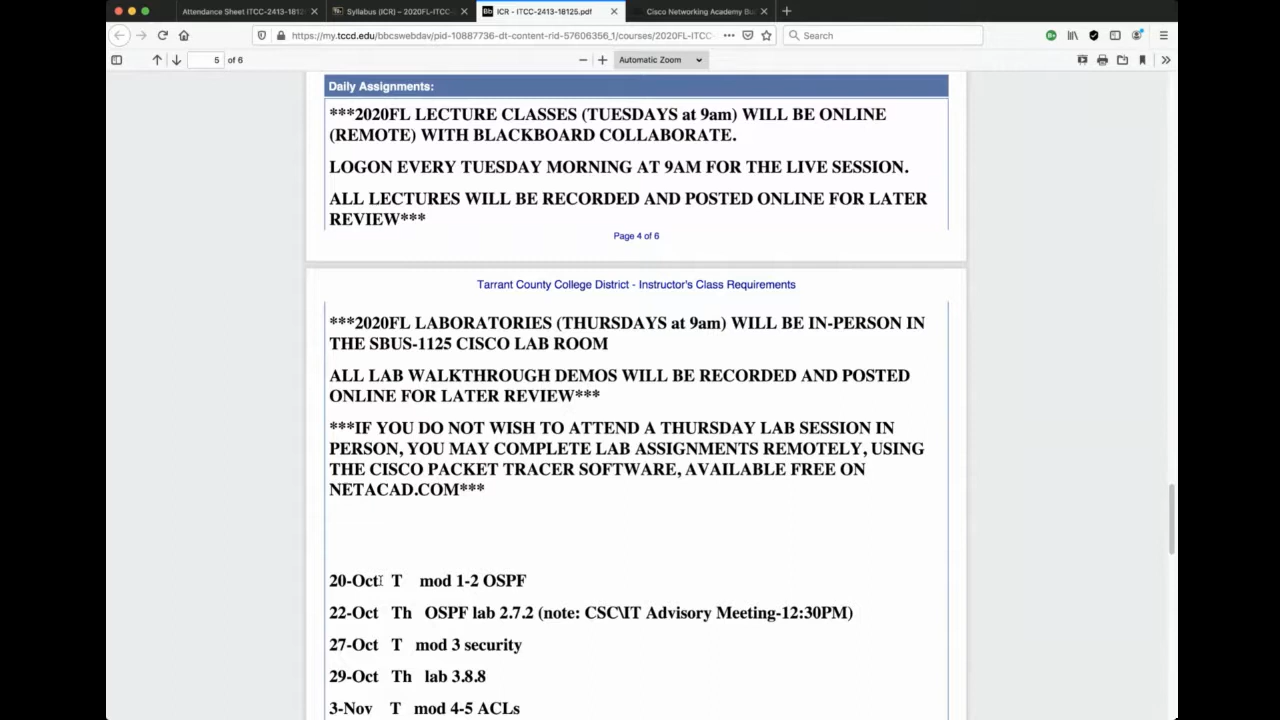 Attendance Sheet ITCC-2413-1812
Syllabus (ICR) – 2020FL-ITCC-
ICR - ITCC-2413-18125.pdf
Cisco Networking Academy Bu
https://my.tccd.edu/bbcswebdav/pid-10887736-dt-content-rid-57606356_1/courses/2020FL-ITCC-
Search
5 of 6
Automatic Zoom
Daily Assignments:
***2020FL LECTURE CLASSES (TUESDAYS at 9am) WILL BE ONLINE
(REMOTE) WITH BLACKBOARD COLLABORATE.
LOGON EVERY TUESDAY MORNING AT 9AM FOR THE LIVE SESSION.
ALL LECTURES WILL BE RECORDED AND POSTED ONLINE FOR LATER
REVIEW***
Page 4 of 6
Tarrant County College District - Instructor's Class Requirements
***2020FL LABORATORIES (THURSDAYS at 9am) WILL BE IN-PERSON IN
THE SBUS-1125 CISCO LAB ROOM
ALL LAB WALKTHROUGH DEMOS WILL BE RECORDED AND POSTED
ONLINE FOR LATER REVIEW***
***IF YOU DO NOT WISH TO ATTEND A THURSDAY LAB SESSION IN
PERSON, YOU MAY COMPLETE LAB ASSIGNMENTS REMOTELY, USING
THE CISCO PACKET TRACER SOFTWARE, AVAILABLE FREE ON
NETACAD.COM***
20-Oct T mod 1-2 OSPF
22-Oct Th OSPF lab 2.7.2 (note: CSC\IT Advisory Meeting-12:30PM)
27-Oct T mod 3 security
29-Oct Th lab 3.8.8
3-Nov T mod 4-5 ACLs